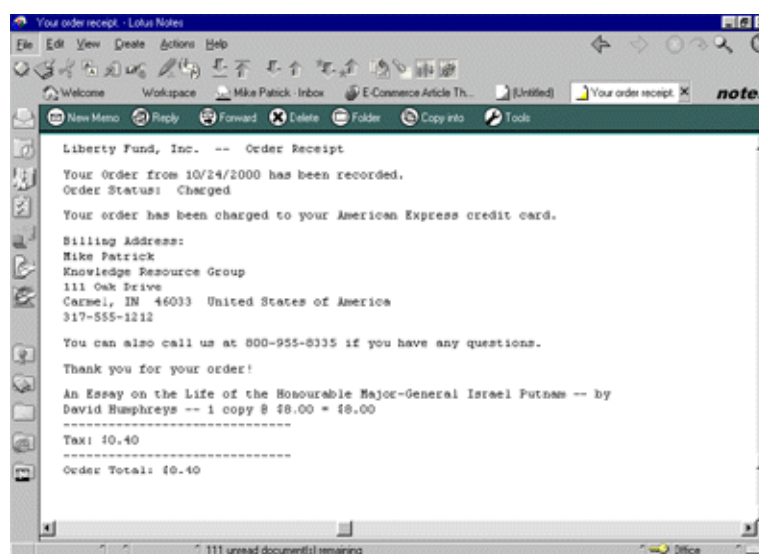 Your order receipt. - Lotus Notes
File Edit View Create Actions Help
Welcome Workspace Mike Patrick - Inbox E-Commerce Article Th... (Untitled) Your order receipt. note
New Memo Reply Forward Delete Folder Copy into Tools
Liberty Fund, Inc. -- Order Receipt
Your Order from 10/24/2000 has been recorded.
Order Status: Charged
Your order has been charged to your American Express credit card.
Billing Address:
Mike Patrick
Knowledge Resource Group
111 Oak Drive
Carmel, IN 46033 United States of America
317-555-1212
You can also call us at 800-955-8335 if you have any questions.
Thank you for your order!
An Essay on the Life of the Honourable Major-General Israel Putnam -- by
David Humphreys -- 1 copy @ $8.00 = $8.00
------------------------------
Tax: $0.40
------------------------------
Order Total: $0.40
111 unread document(s) remaining Office